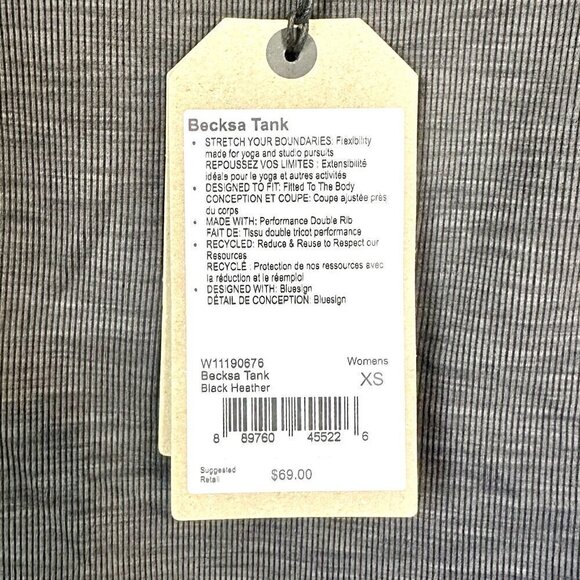 Becksa Tank
• STRETCH YOUR BOUNDARIES: Flexibility
made for yoga and studio pursuits
REPOUSSEZ VOS LIMITES : Extensibilité
idéals pour le yoga et autres activités
• DESIGNED TO FIT: Fitted To The Body
CONCEPTION ET COUPE: Coupe ajustée près
du corps
• MADE WITH: Performance Double Rib
FAIT DE: Tissu double tricot performance
• RECYCLED: Reduce & Reuse to Respect our
Resources
RECYCLÉ : Protection de nos ressources avec
la réduction et le réemploi
• DESIGNED WITH: Bluesign
DÉTAIL DE CONCEPTION: Bluesign
W11190676 Womens
Becksa Tank XS
Black Heather
8 89760 45522 6
Suggested
Retail $69.00